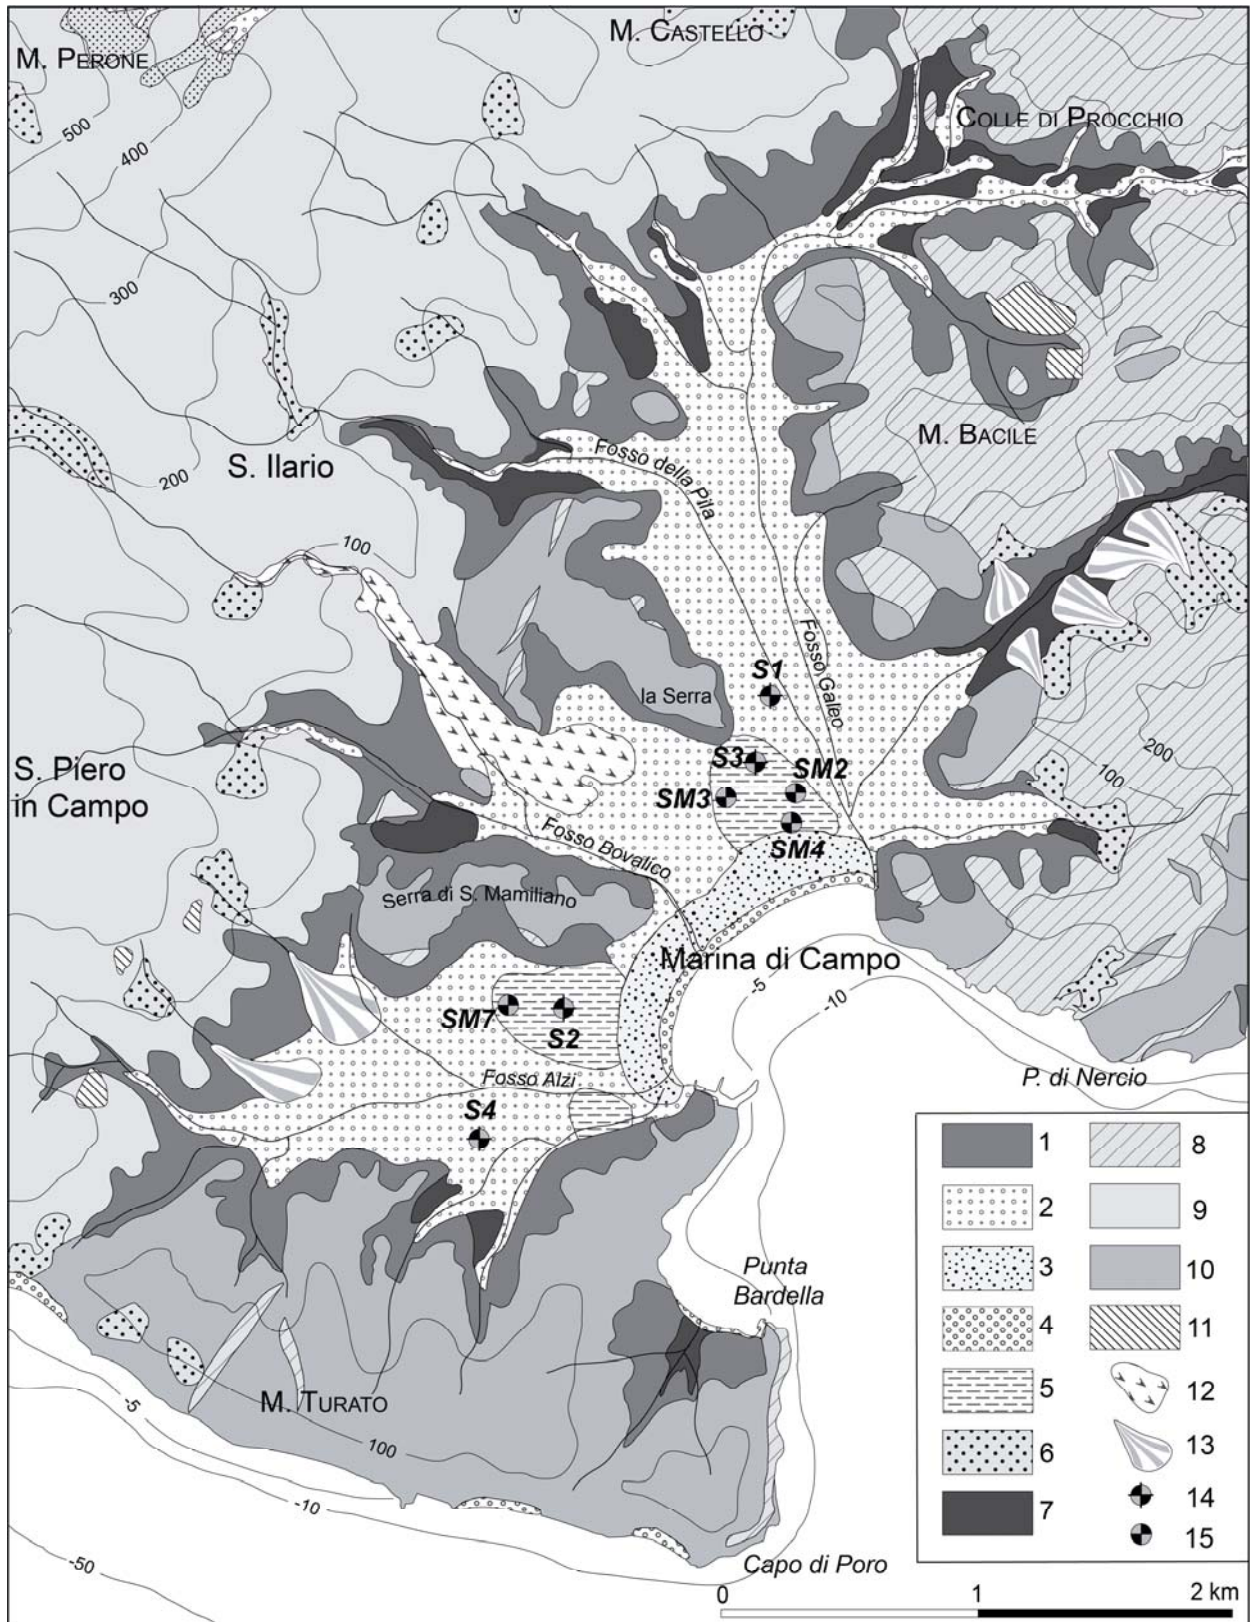 M. CASTELLO
M. PERONE
COLLE DI PROCCHIO
500
400
300
M. BACILE
200
S. Ilario
Fosso della Pila
100
Fosso Galeo
S1
la Serra
200
100
S. Piero
in Campo
S3
SM2
SM3
SM4
Fosso Bovalico
Serra di S. Mamiliano
Marina di Campo
-5
-10
SM7
S2
Fosso Alzi
P. di Nercio
S4
Punta
Bardella
M. TURATO
100
-5
-10
-50
Capo di Poro
1
2
3
4
5
6
7
8
9
10
11
12
13
14
15
0
1
2 km